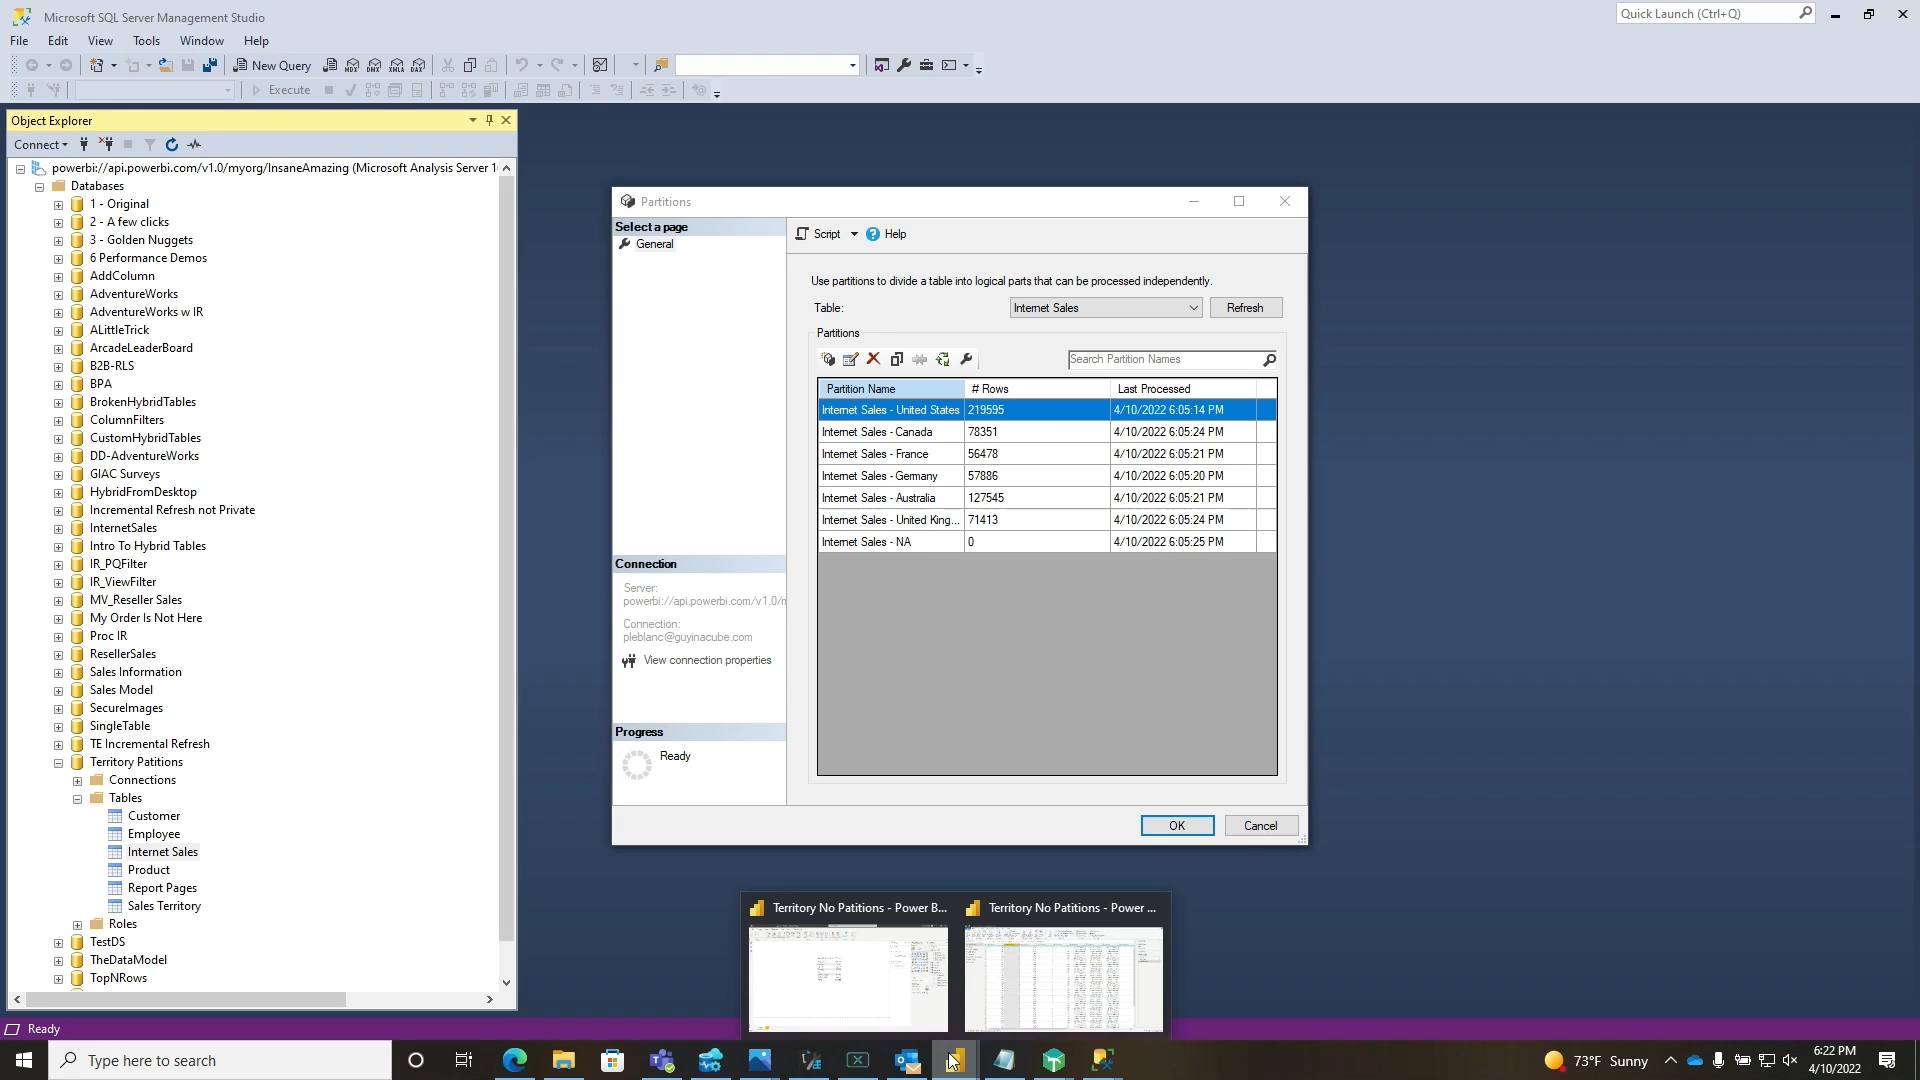 Microsoft SQL Server Management Studio
Quick Launch (Ctrl+Q)
File Edit View Tools Window Help
New Query
MDX DMX XMLA DAX
Execute
Object Explorer
Connect
powerbi://api.powerbi.com/v1.0/myorg/InsaneAmazing (Microsoft Analysis Server 1
Databases
1 - Original
2 - A few clicks
3 - Golden Nuggets
6 Performance Demos
AddColumn
AdventureWorks
AdventureWorks w IR
ALittleTrick
ArcadeLeaderBoard
B2B-RLS
BPA
BrokenHybridTables
ColumnFilters
CustomHybridTables
DD-AdventureWorks
GIAC Surveys
HybridFromDesktop
Incremental Refresh not Private
InternetSales
Intro To Hybrid Tables
IR_PQFilter
IR_ViewFilter
MV_Reseller Sales
My Order Is Not Here
Proc IR
ResellerSales
Sales Information
Sales Model
SecureImages
SingleTable
TE Incremental Refresh
Territory Patitions
Connections
Tables
Customer
Employee
Internet Sales
Product
Report Pages
Sales Territory
Roles
TestDS
TheDataModel
TopNRows
Partitions
Select a page
General
Script Help
Use partitions to divide a table into logical parts that can be processed independently.
Table: Internet Sales Refresh
Partitions
Search Partition Names
Partition Name # Rows Last Processed
Internet Sales - United States 219595 4/10/2022 6:05:14 PM
Internet Sales - Canada 78351 4/10/2022 6:05:24 PM
Internet Sales - France 56478 4/10/2022 6:05:21 PM
Internet Sales - Germany 57886 4/10/2022 6:05:20 PM
Internet Sales - Australia 127545 4/10/2022 6:05:21 PM
Internet Sales - United King... 71413 4/10/2022 6:05:24 PM
Internet Sales - NA 0 4/10/2022 6:05:25 PM
Connection
Server:
powerbi://api.powerbi.com/v1.0/m
Connection:
pleblanc@guyinacube.com
View connection properties
Progress
Ready
OK Cancel
Territory No Patitions - Power B... Territory No Patitions - Power ...
Ready
Type here to search
73°F Sunny
6:22 PM
4/10/2022